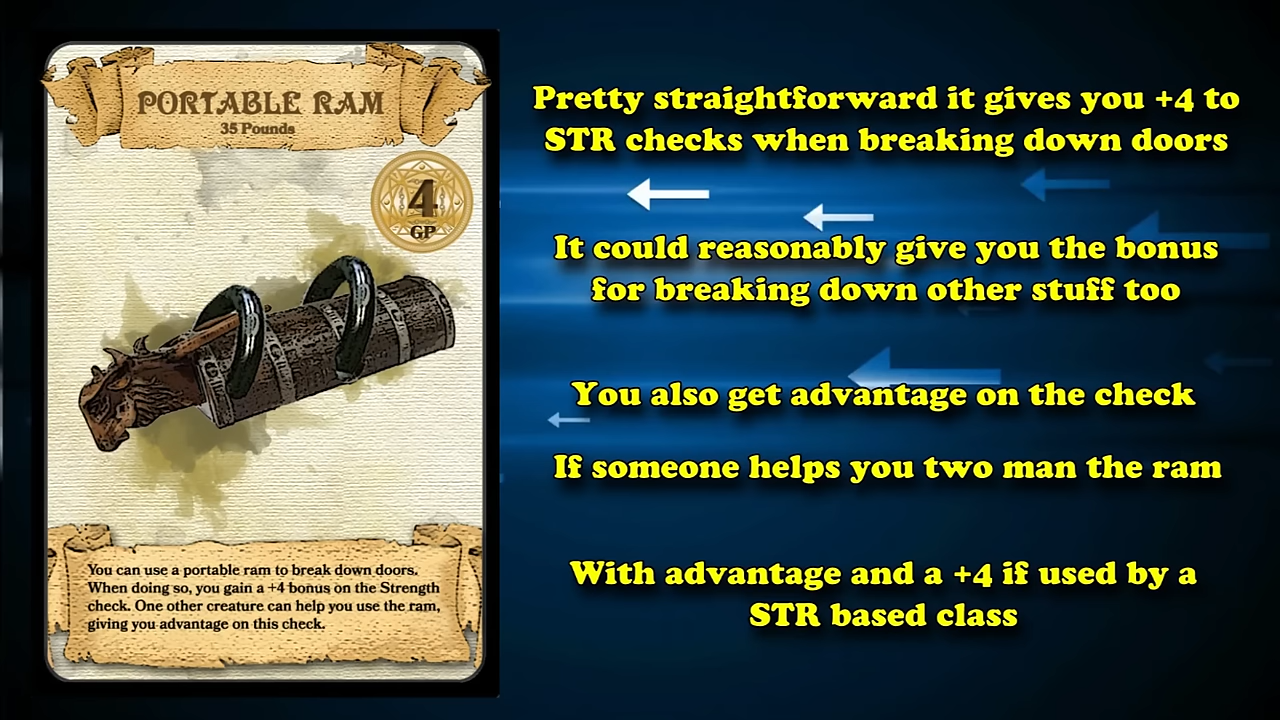 PORTABLE RAM
35 Pounds
4
GP
You can use a portable ram to break down doors.
When doing so, you gain a +4 bonus on the Strength
check. One other creature can help you use the ram,
giving you advantage on this check.
Pretty straightforward it gives you +4 to
STR checks when breaking down doors
It could reasonably give you the bonus
for breaking down other stuff too
You also get advantage on the check
If someone helps you two man the ram
With advantage and a +4 if used by a
STR based class